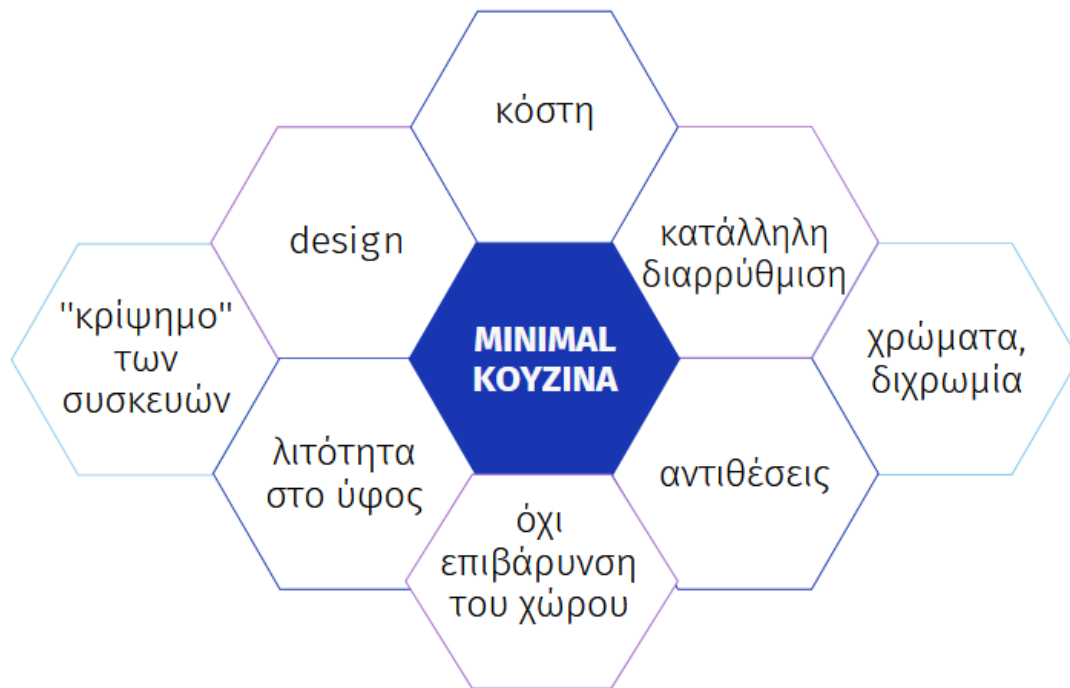 κόστη
design
κατάλληλη
διαρρύθμιση
"κρίψημο"
των
συσκευών
MINIMAL
ΚΟΥΖΙΝΑ
χρώματα,
διχρωμία
λιτότητα
στο ύφος
αντιθέσεις
όχι
επιβάρυνση
του χώρου